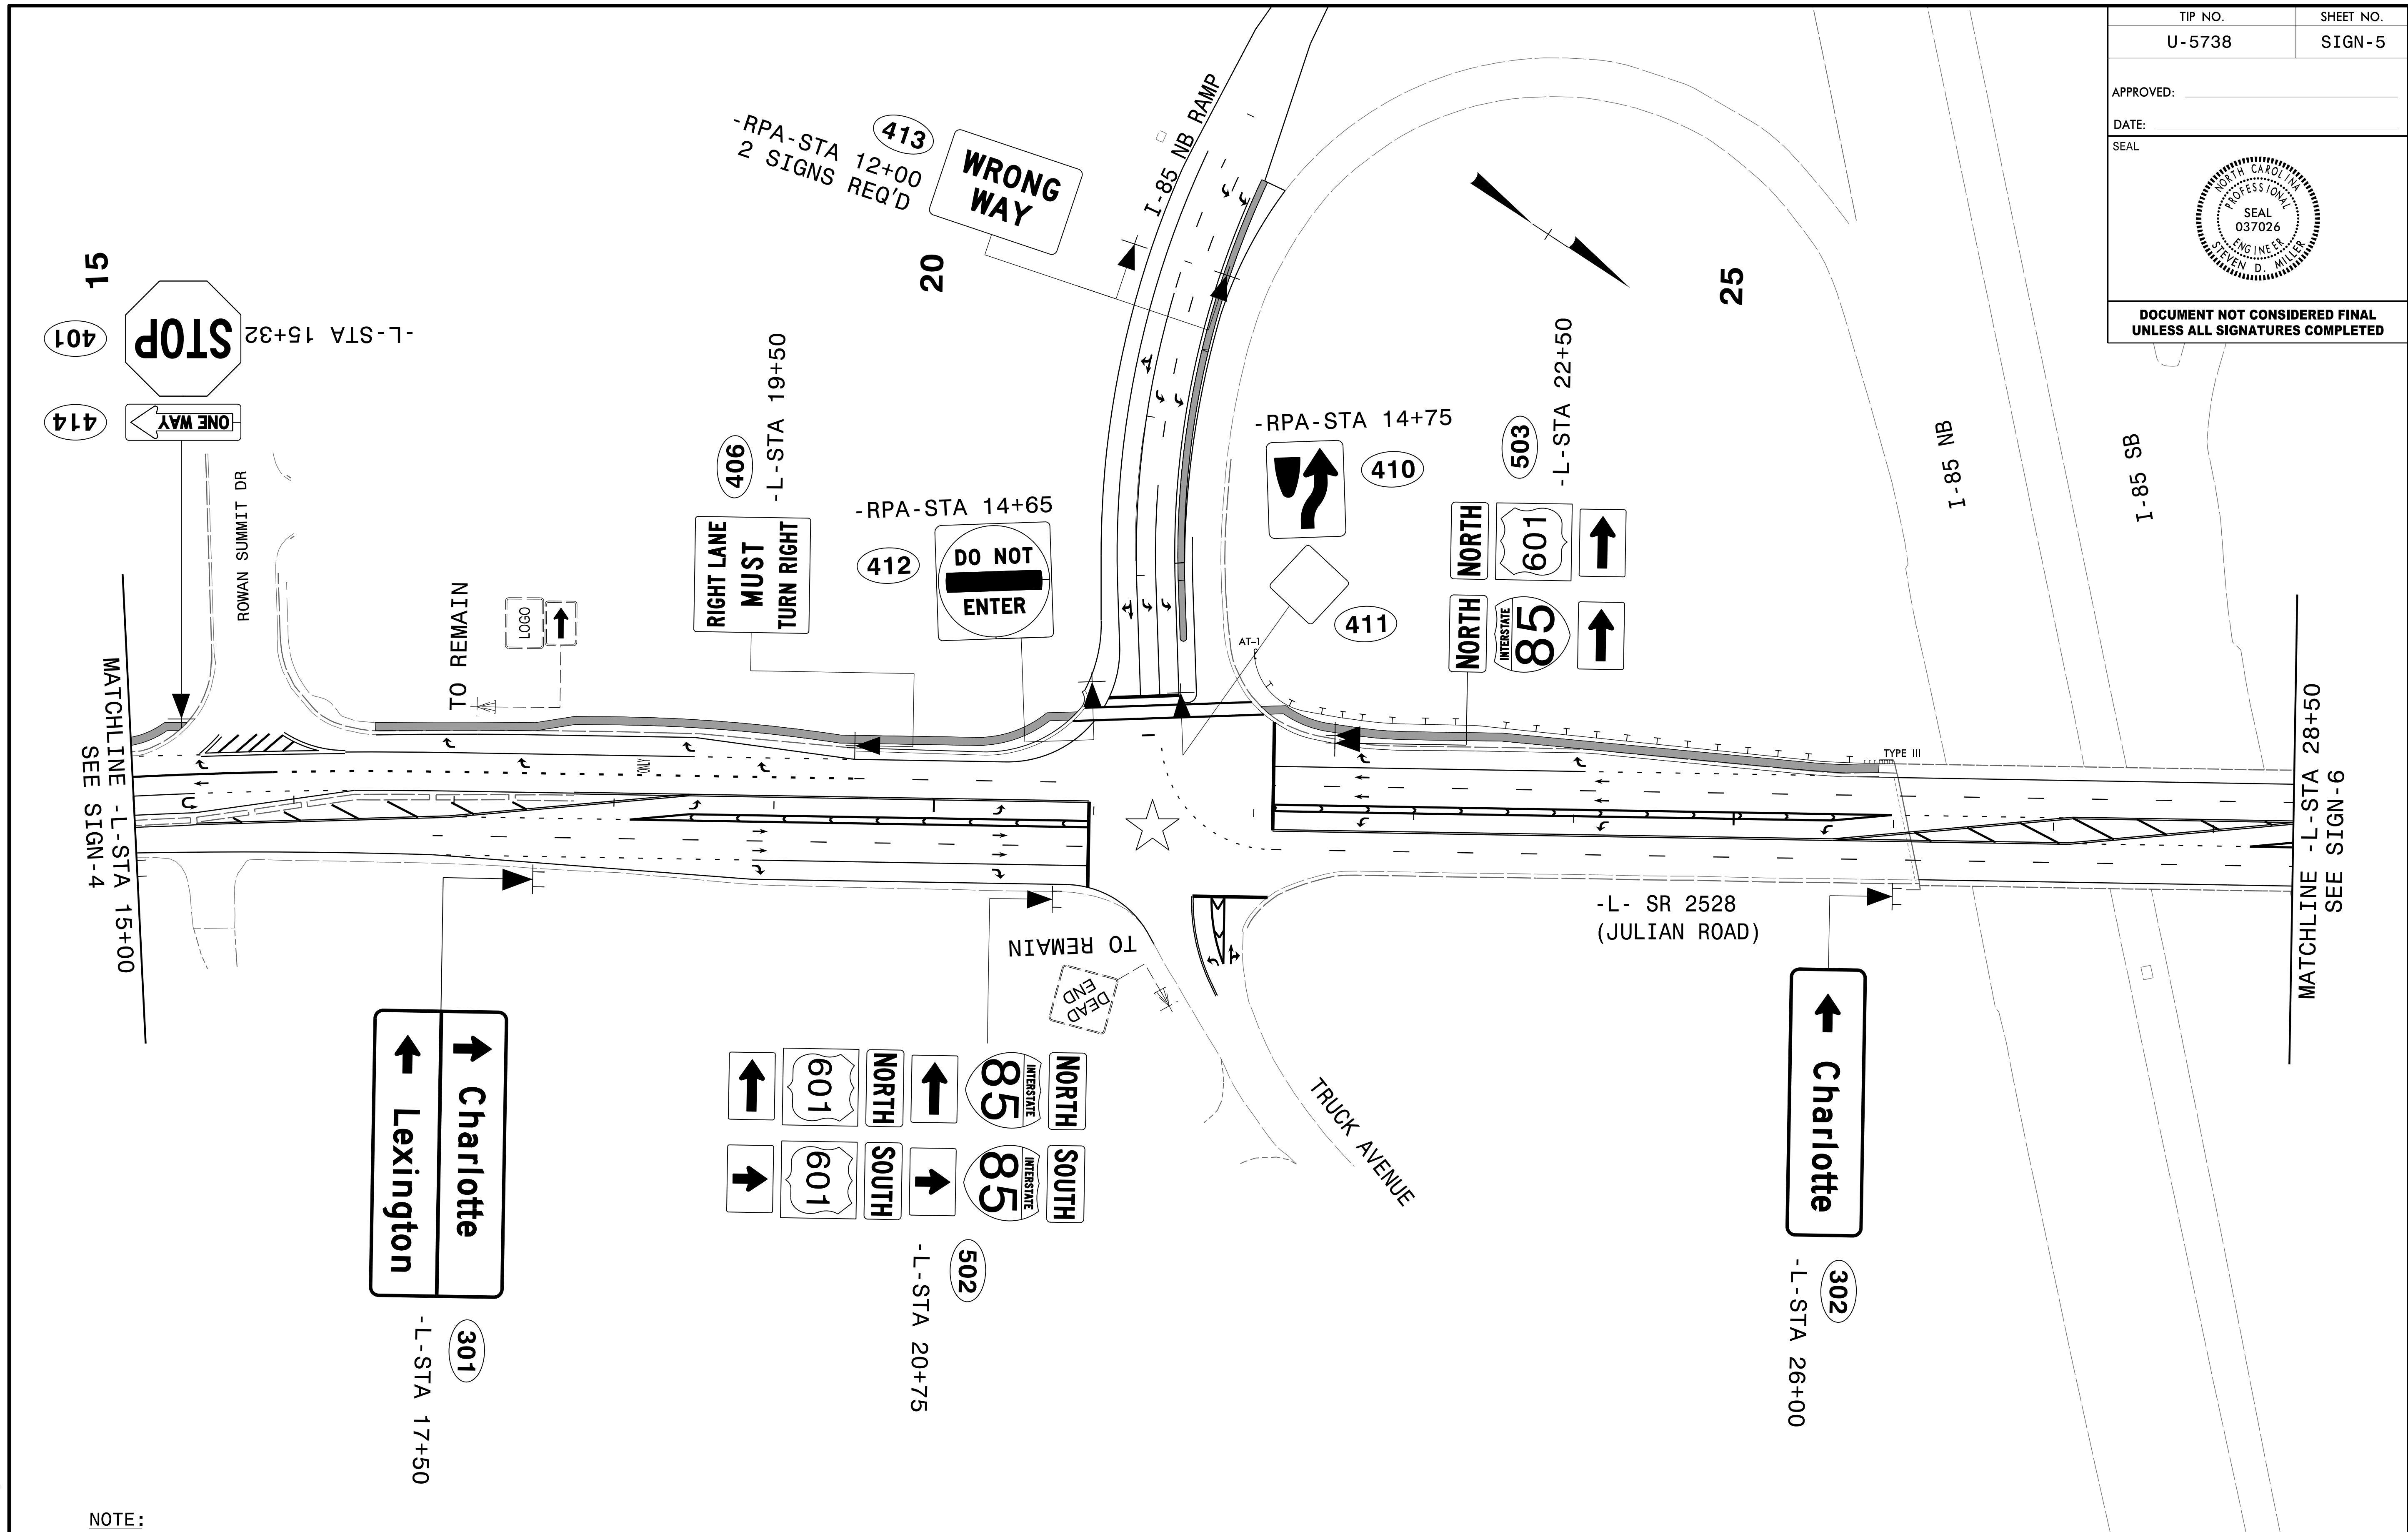 TIP NO.
SHEET NO.
U-5738
SIGN-5
APPROVED:
DATE:
SEAL
NORTH CAROLINA
PROFESSIONAL
SEAL
037026
ENGINEER
STEVEN D. MILLER
DOCUMENT NOT CONSIDERED FINAL
UNLESS ALL SIGNATURES COMPLETED
15
401
STOP
-L-STA 15+32
414
ONE WAY
ROWAN SUMMIT DR
MATCHLINE -L-STA 15+00
SEE SIGN-4
TO REMAIN
LOGO
-RPA-STA 12+00
2 SIGNS REQ'D
413
WRONG
WAY
I-85 NB RAMP
20
406
-L-STA 19+50
RIGHT LANE
MUST
TURN RIGHT
-RPA-STA 14+65
412
DO NOT
ENTER
ONLY
-RPA-STA 14+75
410
411
AT-1
25
503
-L-STA 22+50
NORTH
601
NORTH
INTERSTATE
85
TYPE III
I-85 NB
I-85 SB
MATCHLINE -L-STA 28+50
SEE SIGN-6
-L- SR 2528
(JULIAN ROAD)
Charlotte
Lexington
301
-L-STA 17+50
TO REMAIN
DEAD
END
NORTH
INTERSTATE
85
NORTH
601
SOUTH
INTERSTATE
85
SOUTH
601
502
-L-STA 20+75
TRUCK AVENUE
Charlotte
302
-L-STA 26+00
NOTE: